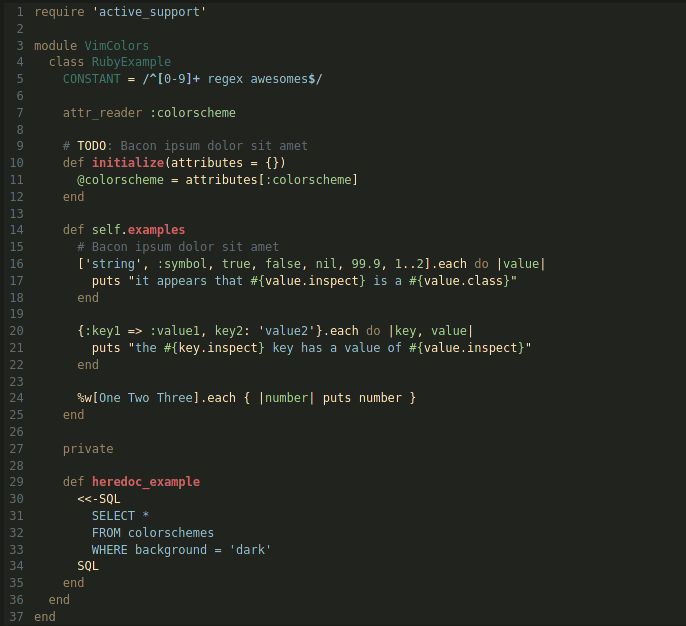 1 require 'active_support'
2
3 module VimColors
4   class RubyExample
5     CONSTANT = /^[0-9]+ regex awesomes$/
6
7     attr_reader :colorscheme
8
9     # TODO: Bacon ipsum dolor sit amet
10     def initialize(attributes = {})
11       @colorscheme = attributes[:colorscheme]
12     end
13
14     def self.examples
15       # Bacon ipsum dolor sit amet
16       ['string', :symbol, true, false, nil, 99.9, 1..2].each do |value|
17         puts "it appears that #{value.inspect} is a #{value.class}"
18       end
19
20       {:key1 => :value1, key2: 'value2'}.each do |key, value|
21         puts "the #{key.inspect} key has a value of #{value.inspect}"
22       end
23
24       %w[One Two Three].each { |number| puts number }
25     end
26
27     private
28
29     def heredoc_example
30       <<-SQL
31         SELECT *
32         FROM colorschemes
33         WHERE background = 'dark'
34       SQL
35     end
36   end
37 end